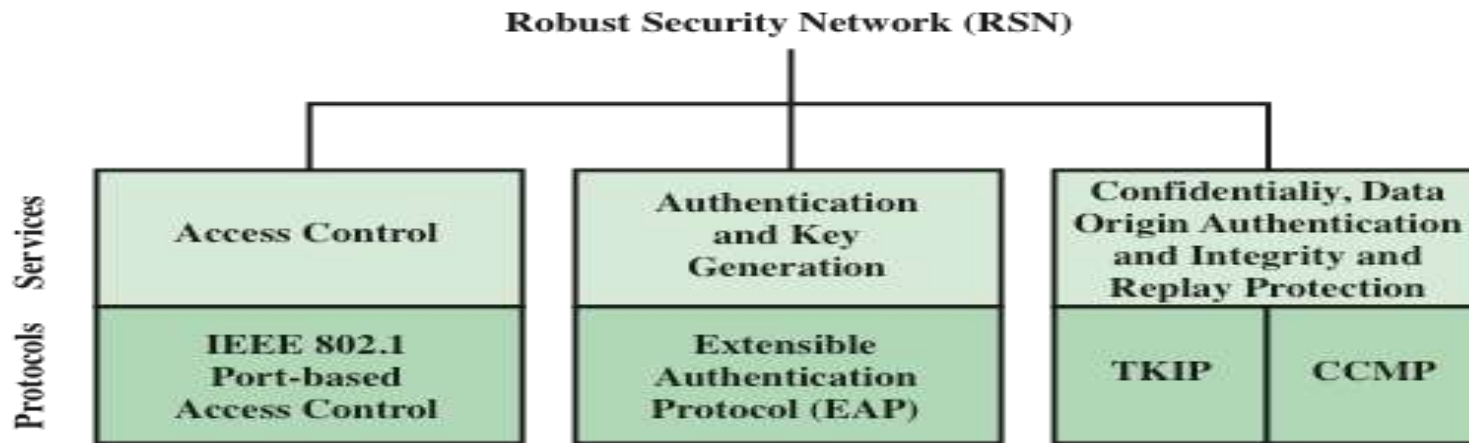 Robust Security Network (RSN)
Services
Access Control
Authentication
and Key
Generation
Confidentialiy, Data
Origin Authentication
and Integrity and
Replay Protection
Protocols
IEEE 802.1
Port-based
Access Control
Extensible
Authentication
Protocol (EAP)
TKIP
CCMP